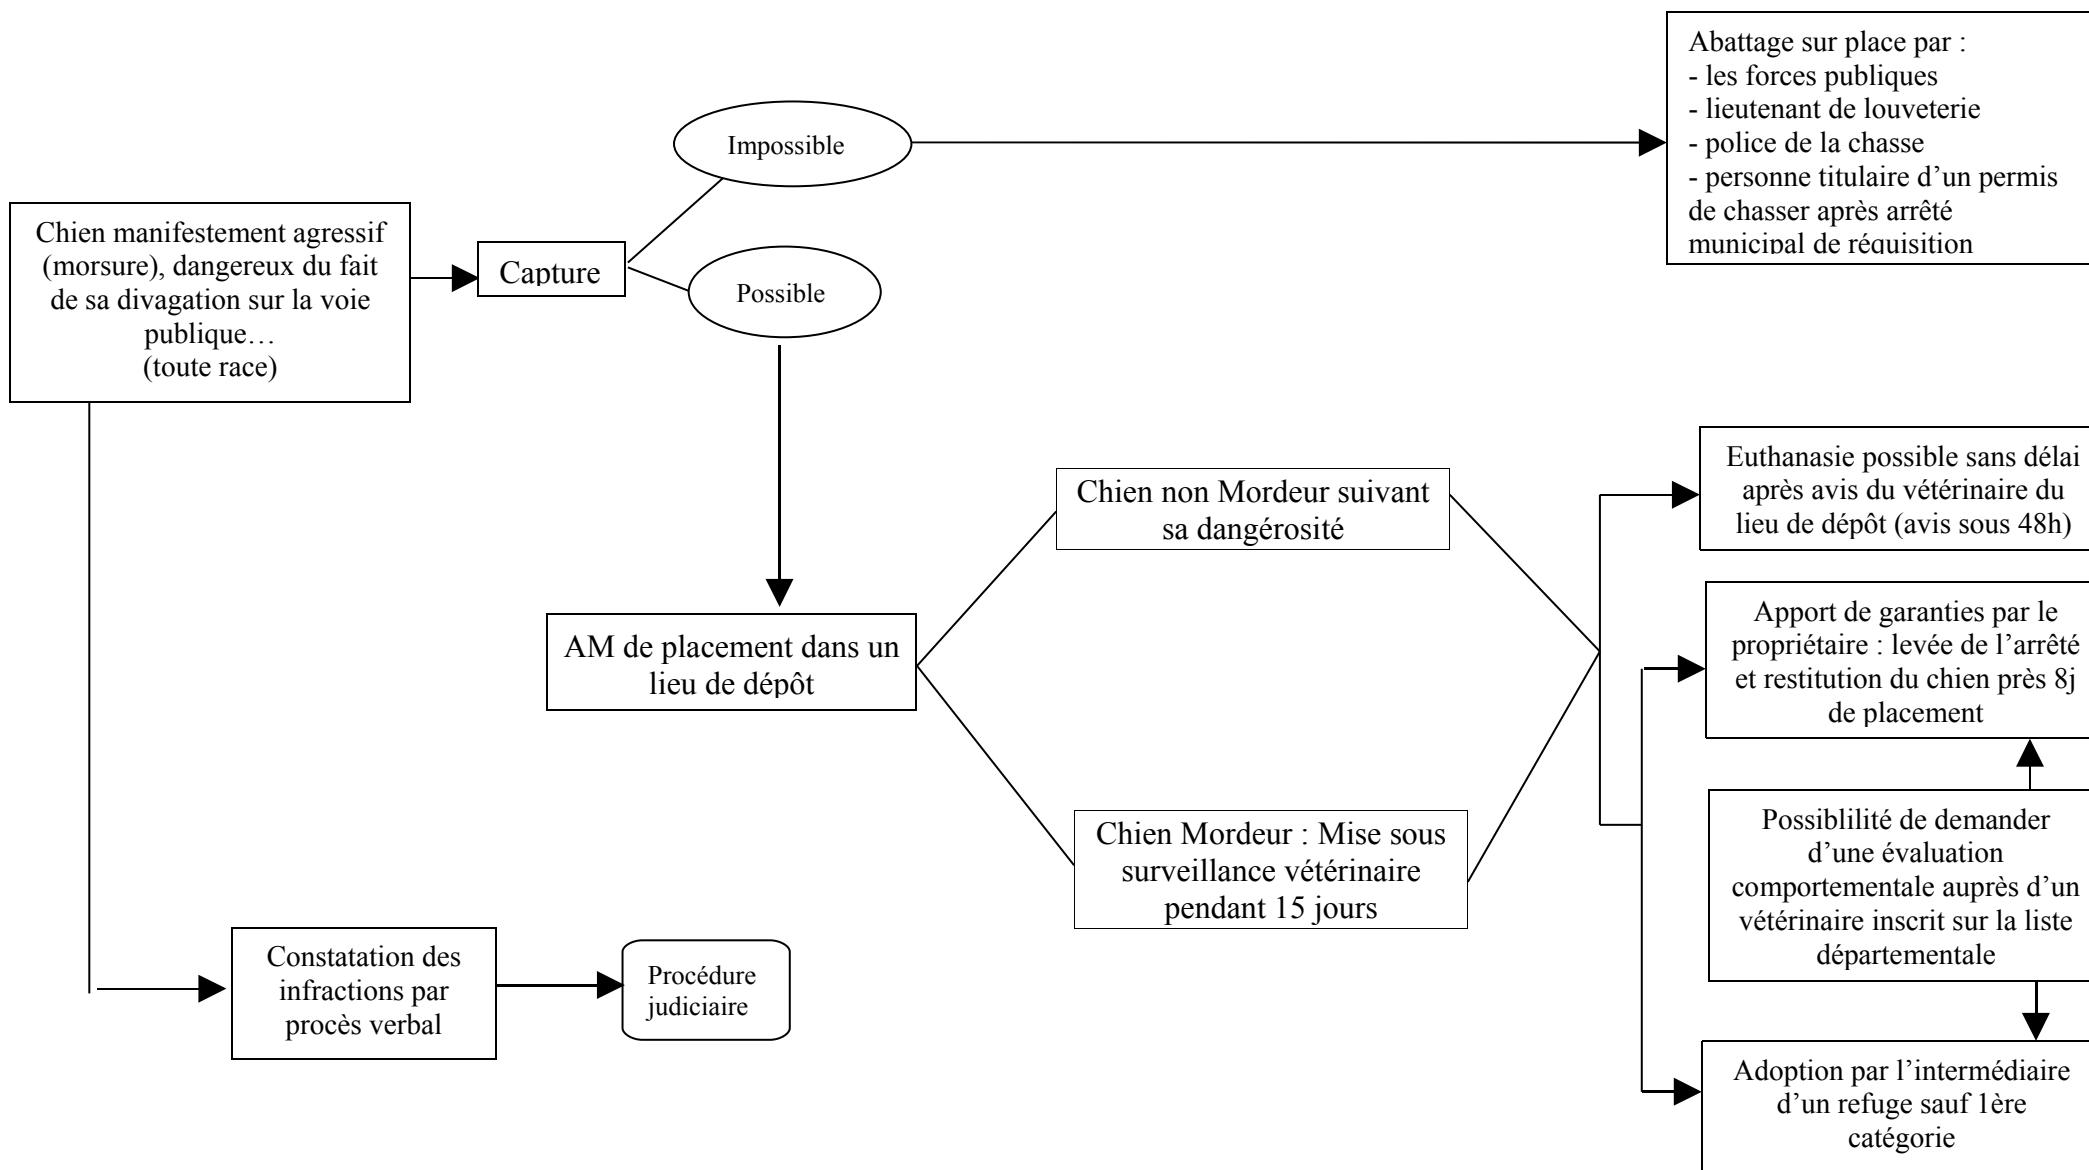 Abattage sur place par :
- les forces publiques
- lieutenant de louveterie
- police de la chasse
- personne titulaire d’un permis
de chasser après arrêté
municipal de réquisition
Impossible
Chien manifestement agressif
(morsure), dangereux du fait
de sa divagation sur la voie
publique…
(toute race)
Capture
Possible
Euthanasie possible sans délai
après avis du vétérinaire du
lieu de dépôt (avis sous 48h)
Chien non Mordeur suivant
sa dangérosité
Apport de garanties par le
propriétaire : levée de l’arrêté
et restitution du chien près 8j
de placement
AM de placement dans un
lieu de dépôt
Possiblilité de demander
d’une évaluation
comportementale auprès d’un
vétérinaire inscrit sur la liste
départementale
Chien Mordeur : Mise sous
surveillance vétérinaire
pendant 15 jours
Constatation des
infractions par
procès verbal
Procédure
judiciaire
Adoption par l’intermédiaire
d’un refuge sauf 1ère
catégorie